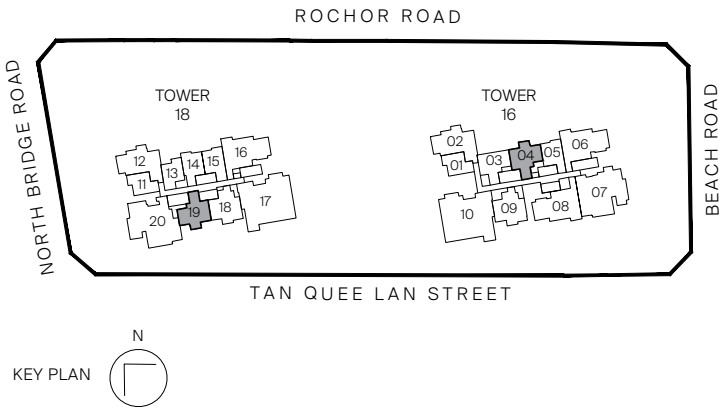 ROCHOR ROAD
NORTH BRIDGE ROAD
BEACH ROAD
TOWER
18
TOWER
16
12
11
13
14
15
16
20
19
18
17
02
01
03
04
05
06
10
09
08
07
TAN QUEE LAN STREET
N
KEY PLAN